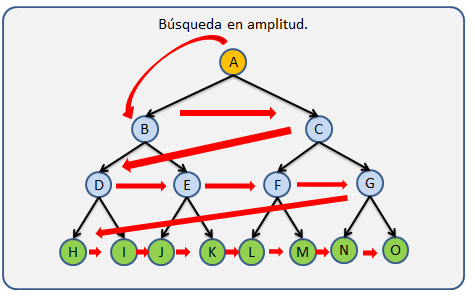 Búsqueda en amplitud.
A
B C
D E F G
H I J K L M N O